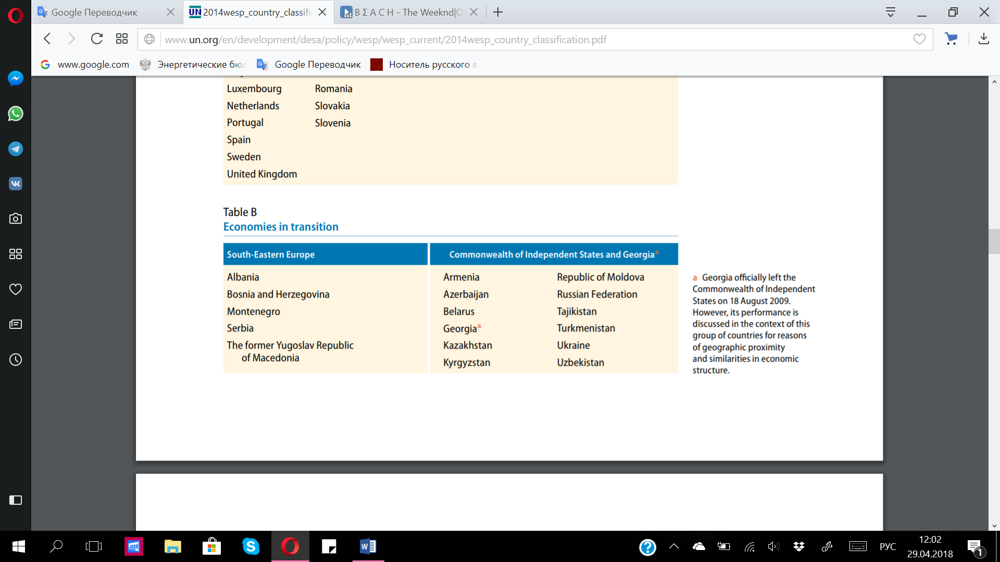 Google Переводчик
UN 2014wesp_country_classifi
B Σ A C H - The Weeknd|O
www.un.org/en/development/desa/policy/wesp/wesp_current/2014wesp_country_classification.pdf
www.google.com
Энергетические бюл
Google Переводчик
Носитель русского я
Luxembourg Romania
Netherlands Slovakia
Portugal Slovenia
Spain
Sweden
United Kingdom
Table B
Economies in transition
South-Eastern Europe
Commonwealth of Independent States and Georgiaᵃ
Albania
Bosnia and Herzegovina
Montenegro
Serbia
The former Yugoslav Republic
of Macedonia
Armenia Republic of Moldova
Azerbaijan Russian Federation
Belarus Tajikistan
Georgiaᵃ Turkmenistan
Kazakhstan Ukraine
Kyrgyzstan Uzbekistan
a Georgia officially left the
Commonwealth of Independent
States on 18 August 2009.
However, its performance is
discussed in the context of this
group of countries for reasons
of geographic proximity
and similarities in economic
structure.
РУС
12:02
29.04.2018
1